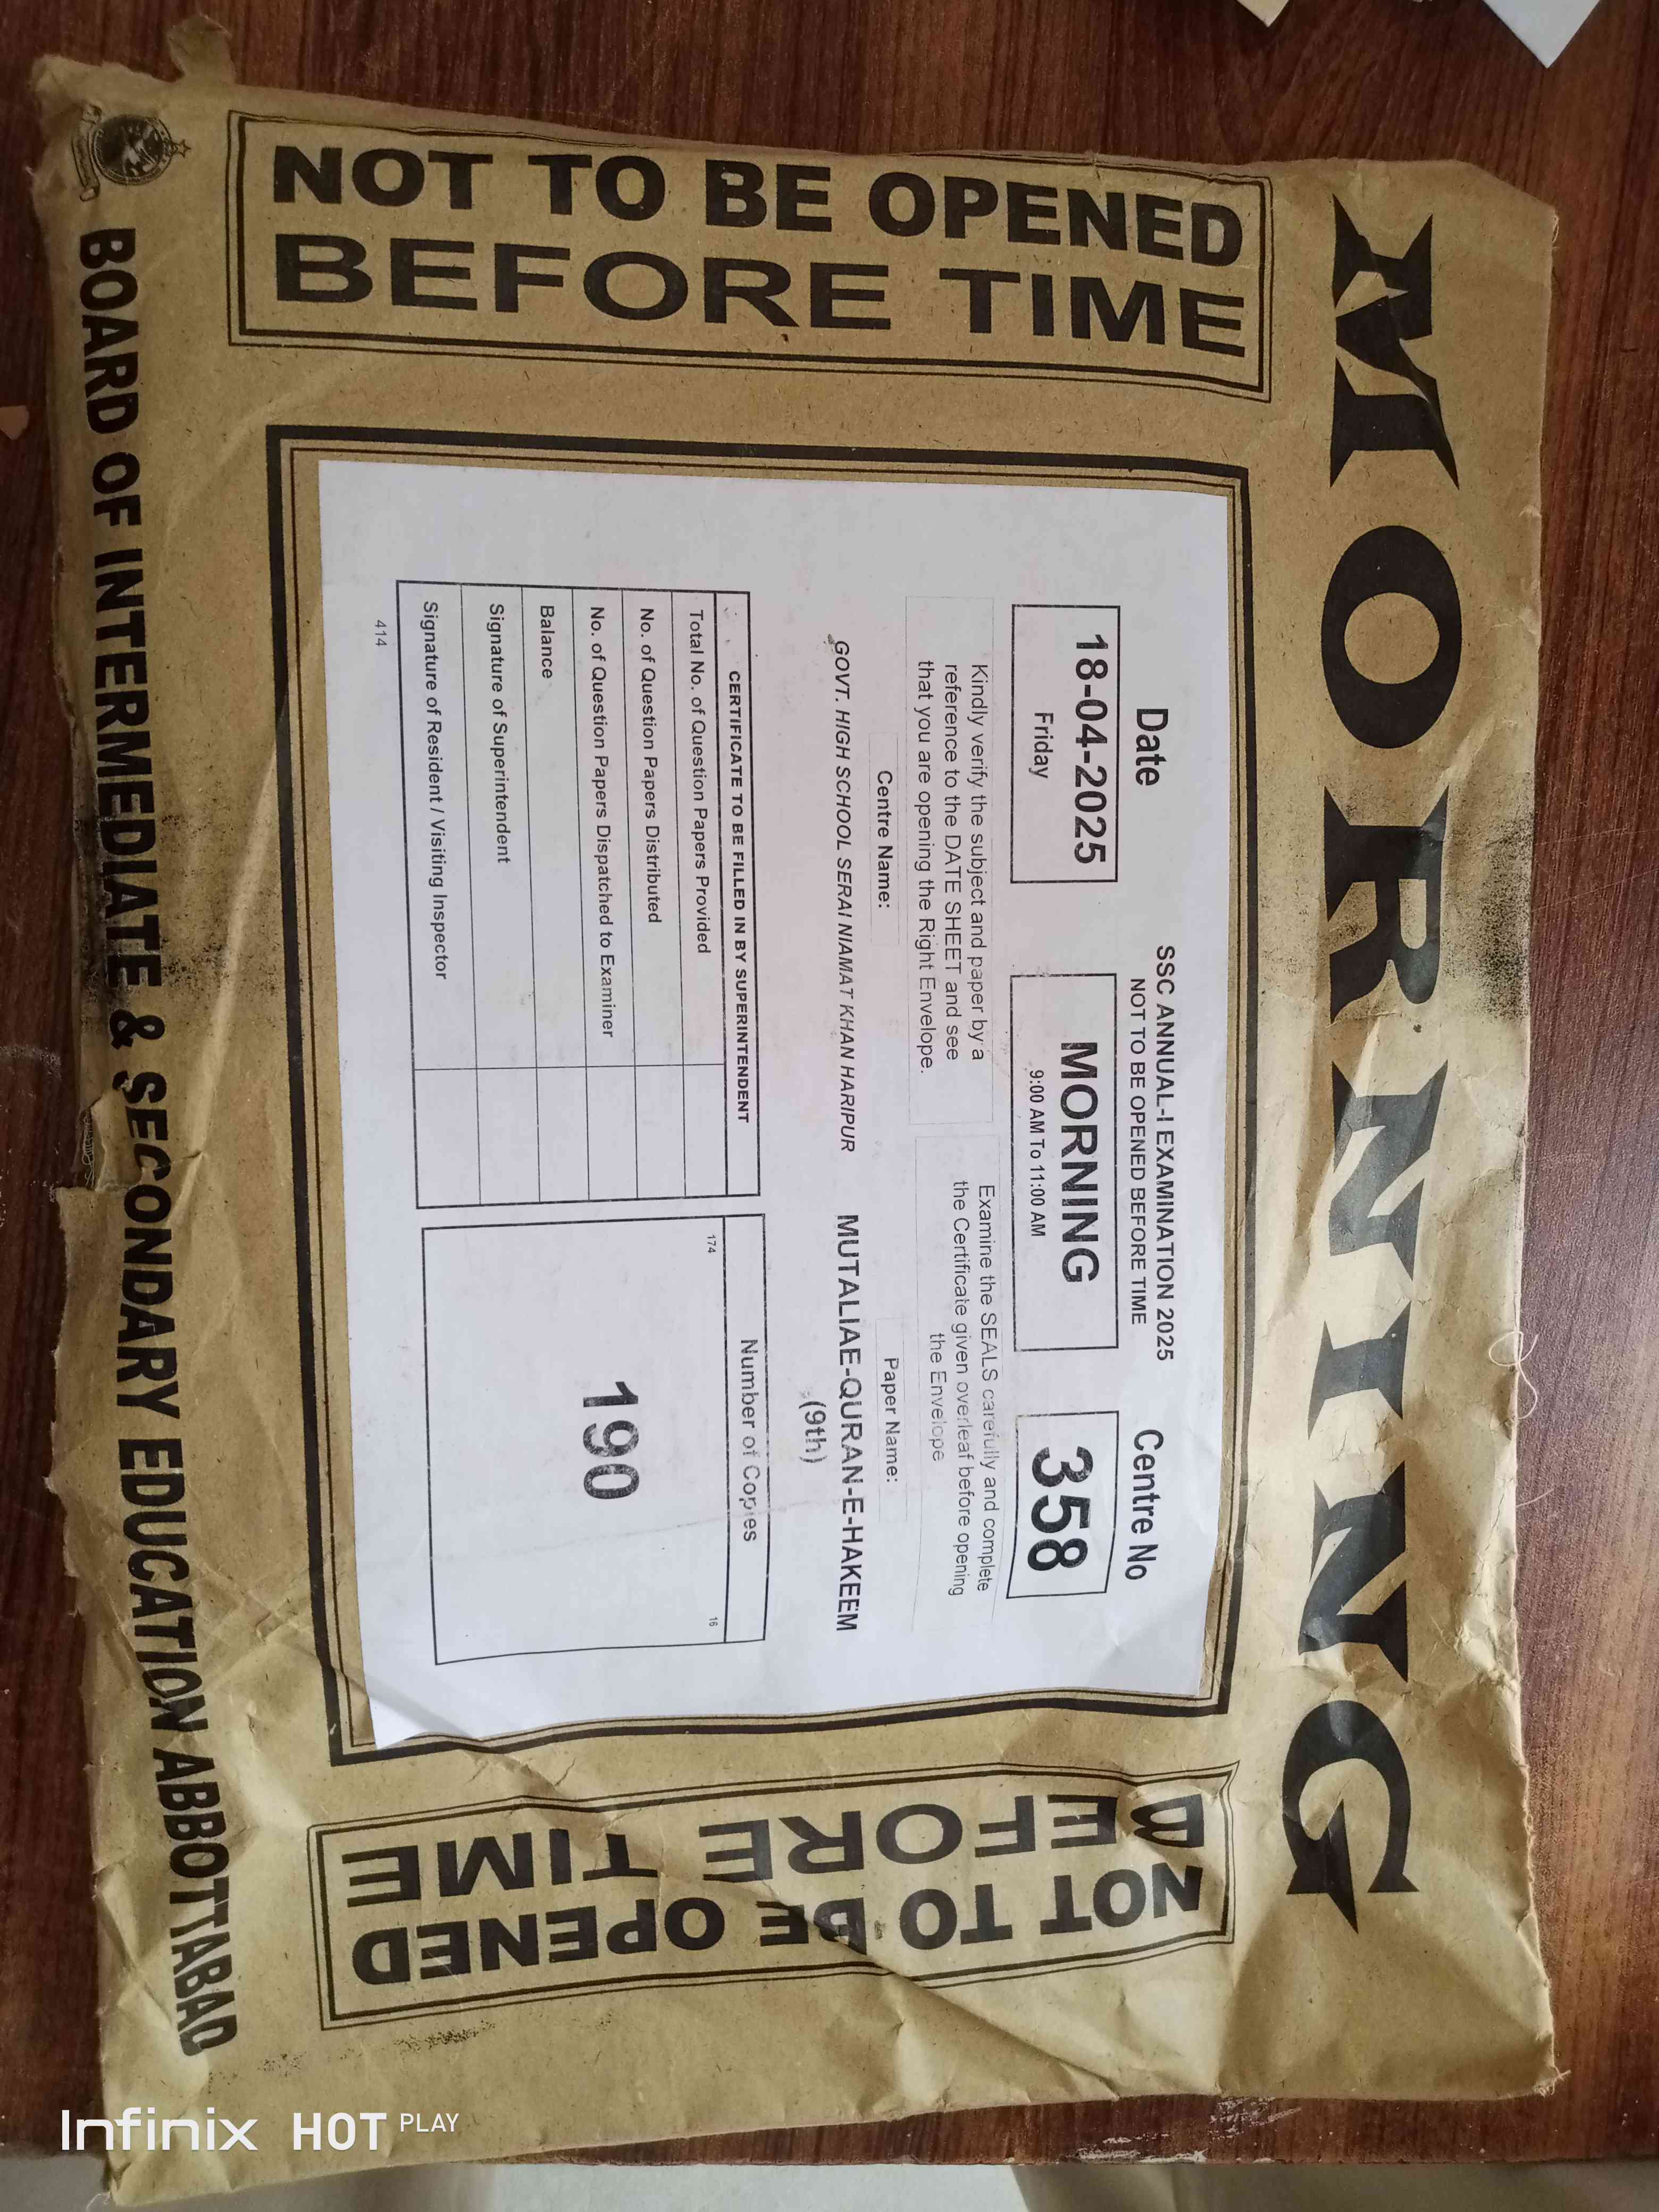 MORNING
NOT TO BE OPENED
BEFORE TIME
SSC ANNUAL-I EXAMINATION 2025
NOT TO BE OPENED BEFORE TIME
Date
Centre No
18-04-2025
Friday
MORNING
9:00 AM To 11:00 AM
358
Kindly verify the subject and paper by a
reference to the DATE SHEET and see
that you are opening the Right Envelope.
Examine the SEALS carefully and complete
the Certificate given overleaf before opening
the Envelope
Centre Name:
Paper Name:
GOVT. HIGH SCHOOL SERAI NIAMAT KHAN HARIPUR
MUTALIAE-QURAN-E-HAKEEM
(9th)
CERTIFICATE TO BE FILLED IN BY SUPERINTENDENT
Total No. of Question Papers Provided
No. of Question Papers Distributed
No. of Question Papers Dispatched to Examiner
Balance
Signature of Superintendent
Signature of Resident / Visiting Inspector
414
Number of Copies
174
16
190
NOT TO BE OPENED
BEFORE TIME
BOARD OF INTERMEDIATE & SECONDARY EDUCATION ABBOTTABAD
Infinix HOT PLAY